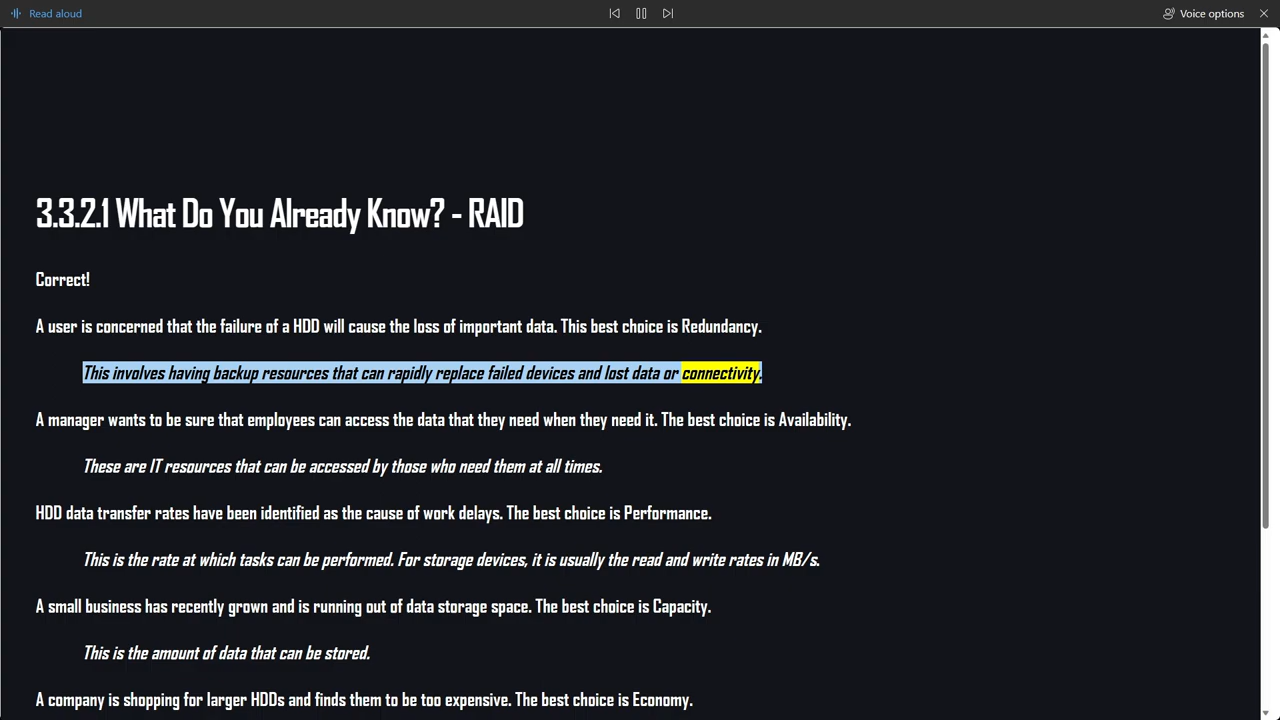 Read aloud
Voice options
3.3.2.1 What Do You Already Know? - RAID
Correct!
A user is concerned that the failure of a HDD will cause the loss of important data. This best choice is Redundancy.
This involves having backup resources that can rapidly replace failed devices and lost data or connectivity.
A manager wants to be sure that employees can access the data that they need when they need it. The best choice is Availability.
These are IT resources that can be accessed by those who need them at all times.
HDD data transfer rates have been identified as the cause of work delays. The best choice is Performance.
This is the rate at which tasks can be performed. For storage devices, it is usually the read and write rates in MB/s.
A small business has recently grown and is running out of data storage space. The best choice is Capacity.
This is the amount of data that can be stored.
A company is shopping for larger HDDs and finds them to be too expensive. The best choice is Economy.